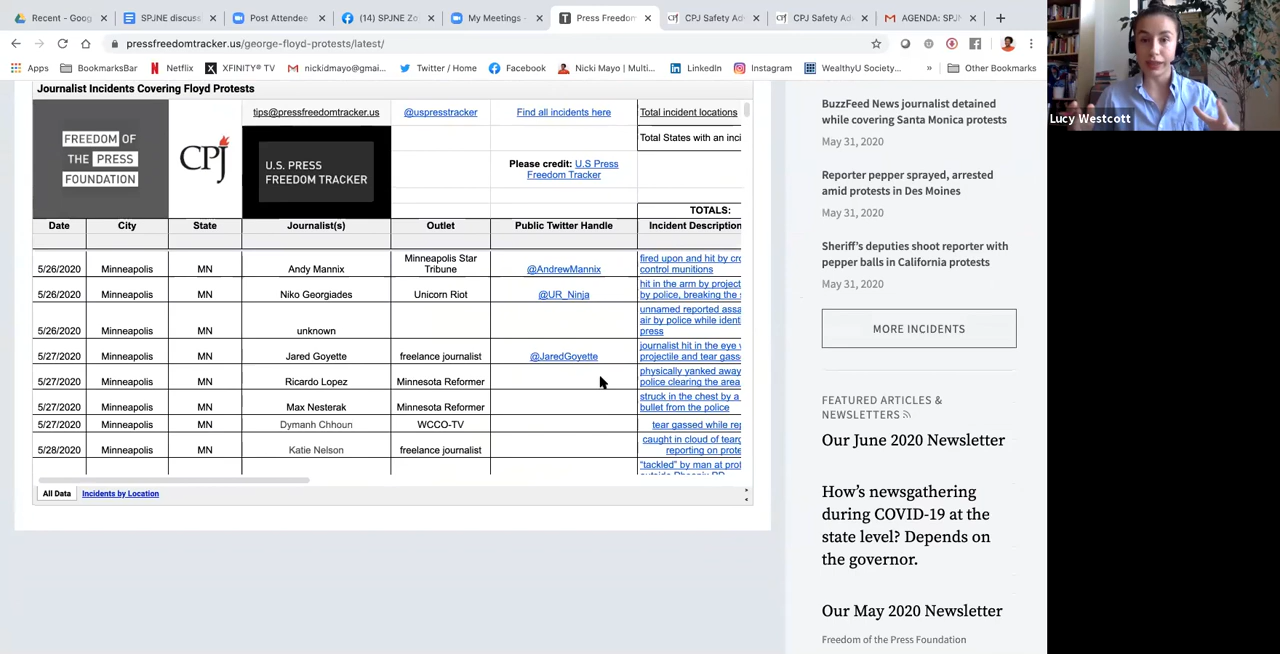 Recent - Goog
SPJNE discuss
Post Attendee
(14) SPJNE Zo
My Meetings -
Press Freedom
CPJ Safety Ad
CPJ Safety Ad
AGENDA: SPJN
pressfreedomtracker.us/george-floyd-protests/latest/
Apps
BookmarksBar
Netflix
XFINITY® TV
nickidmayo@gmai...
Twitter / Home
Facebook
Nicki Mayo | Multi...
LinkedIn
Instagram
WealthyU Society...
»
Other Bookmarks
Lucy Westcott
Journalist Incidents Covering Floyd Protests
FREEDOM OF
THE PRESS
FOUNDATION
CPJ
tips@pressfreedomtracker.us
@uspresstracker
Find all incidents here
Total incident locations
U.S. PRESS
FREEDOM TRACKER
Total States with an inci
Please credit: U.S Press
Freedom Tracker
TOTALS:
Date City State Journalist(s) Outlet Public Twitter Handle Incident Description
5/26/2020 Minneapolis MN Andy Mannix Minneapolis Star
Tribune @AndrewMannix fired upon and hit by cro
control munitions
5/26/2020 Minneapolis MN Niko Georgiades Unicorn Riot @UR_Ninja hit in the arm by project
by police, breaking the s
5/26/2020 Minneapolis MN unknown unnamed reported assa
air by police while identi
press
5/27/2020 Minneapolis MN Jared Goyette freelance journalist @JaredGoyette journalist hit in the eye w
projectile and tear gasse
5/27/2020 Minneapolis MN Ricardo Lopez Minnesota Reformer physically yanked away
police clearing the area
5/27/2020 Minneapolis MN Max Nesterak Minnesota Reformer struck in the chest by a
bullet from the police
5/27/2020 Minneapolis MN Dymanh Chhoun WCCO-TV tear gassed while rep
5/28/2020 Minneapolis MN Katie Nelson freelance journalist caught in cloud of tearg
reporting on prote
"tackled" by man at prot
All Data
Incidents by Location
BuzzFeed News journalist detained
while covering Santa Monica protests
May 31, 2020
Reporter pepper sprayed, arrested
amid protests in Des Moines
May 31, 2020
Sheriff's deputies shoot reporter with
pepper balls in California protests
May 31, 2020
MORE INCIDENTS
FEATURED ARTICLES &
NEWSLETTERS
Our June 2020 Newsletter
How's newsgathering
during COVID-19 at the
state level? Depends on
the governor.
Our May 2020 Newsletter
Freedom of the Press Foundation